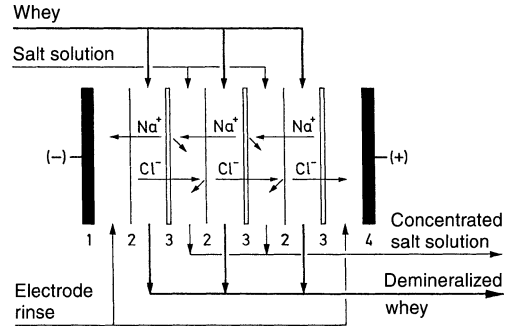 Whey
Salt solution
Na⁺ Na⁺ Na⁺
(−) (+)
Cl⁻ Cl⁻ Cl⁻
1 2 3 2 3 2 3 4
Concentrated
salt solution
Demineralized
whey
Electrode
rinse